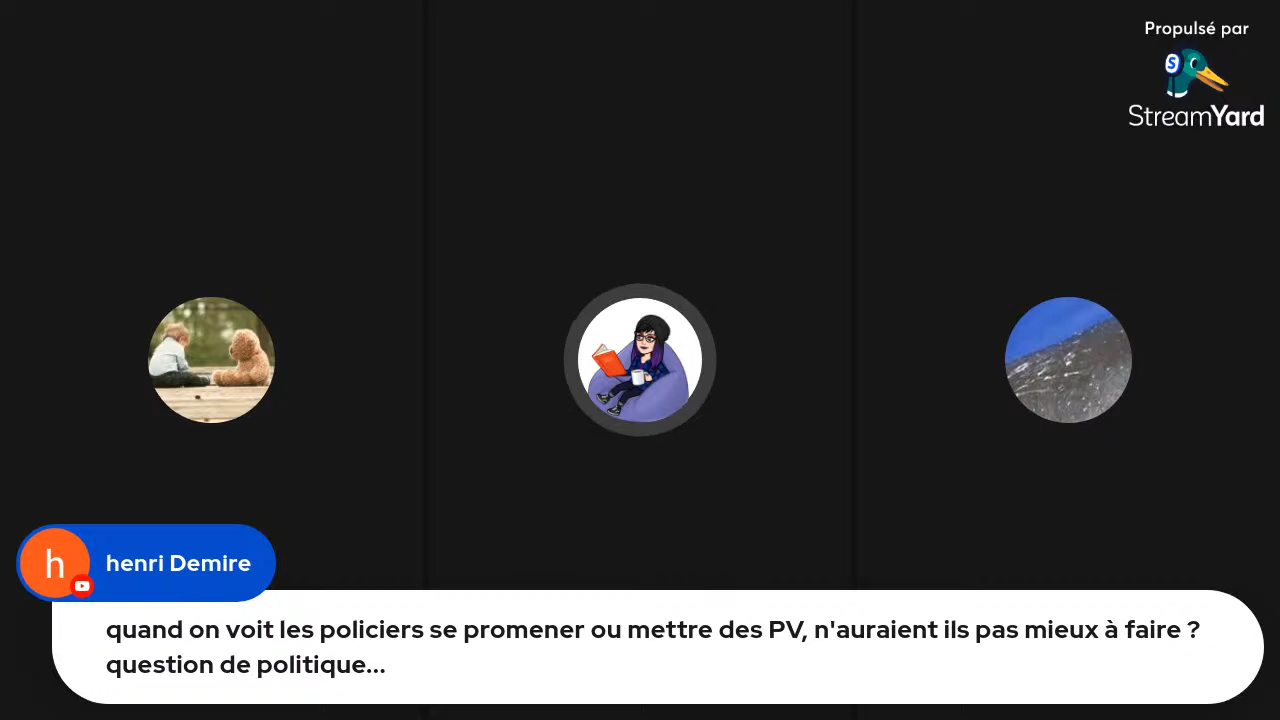 Propulsé par
S
StreamYard
h
henri Demire
quand on voit les policiers se promener ou mettre des PV, n'auraient ils pas mieux à faire ?
question de politique...